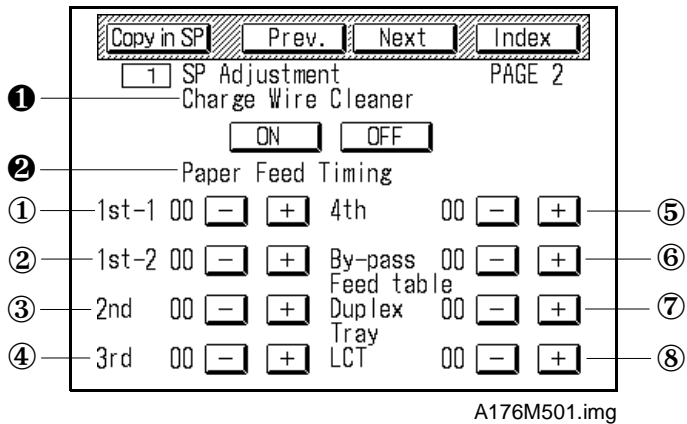 Copy in SP Prev. Next Index
1 SP Adjustment PAGE 2
❶ Charge Wire Cleaner
ON OFF
❷ Paper Feed Timing
① 1st-1 00 − + 4th 00 − + ⑤
② 1st-2 00 − + By-pass 00 − + ⑥
Feed table
③ 2nd 00 − + Duplex 00 − + ⑦
Tray
④ 3rd 00 − + LCT 00 − + ⑧
A176M501.img